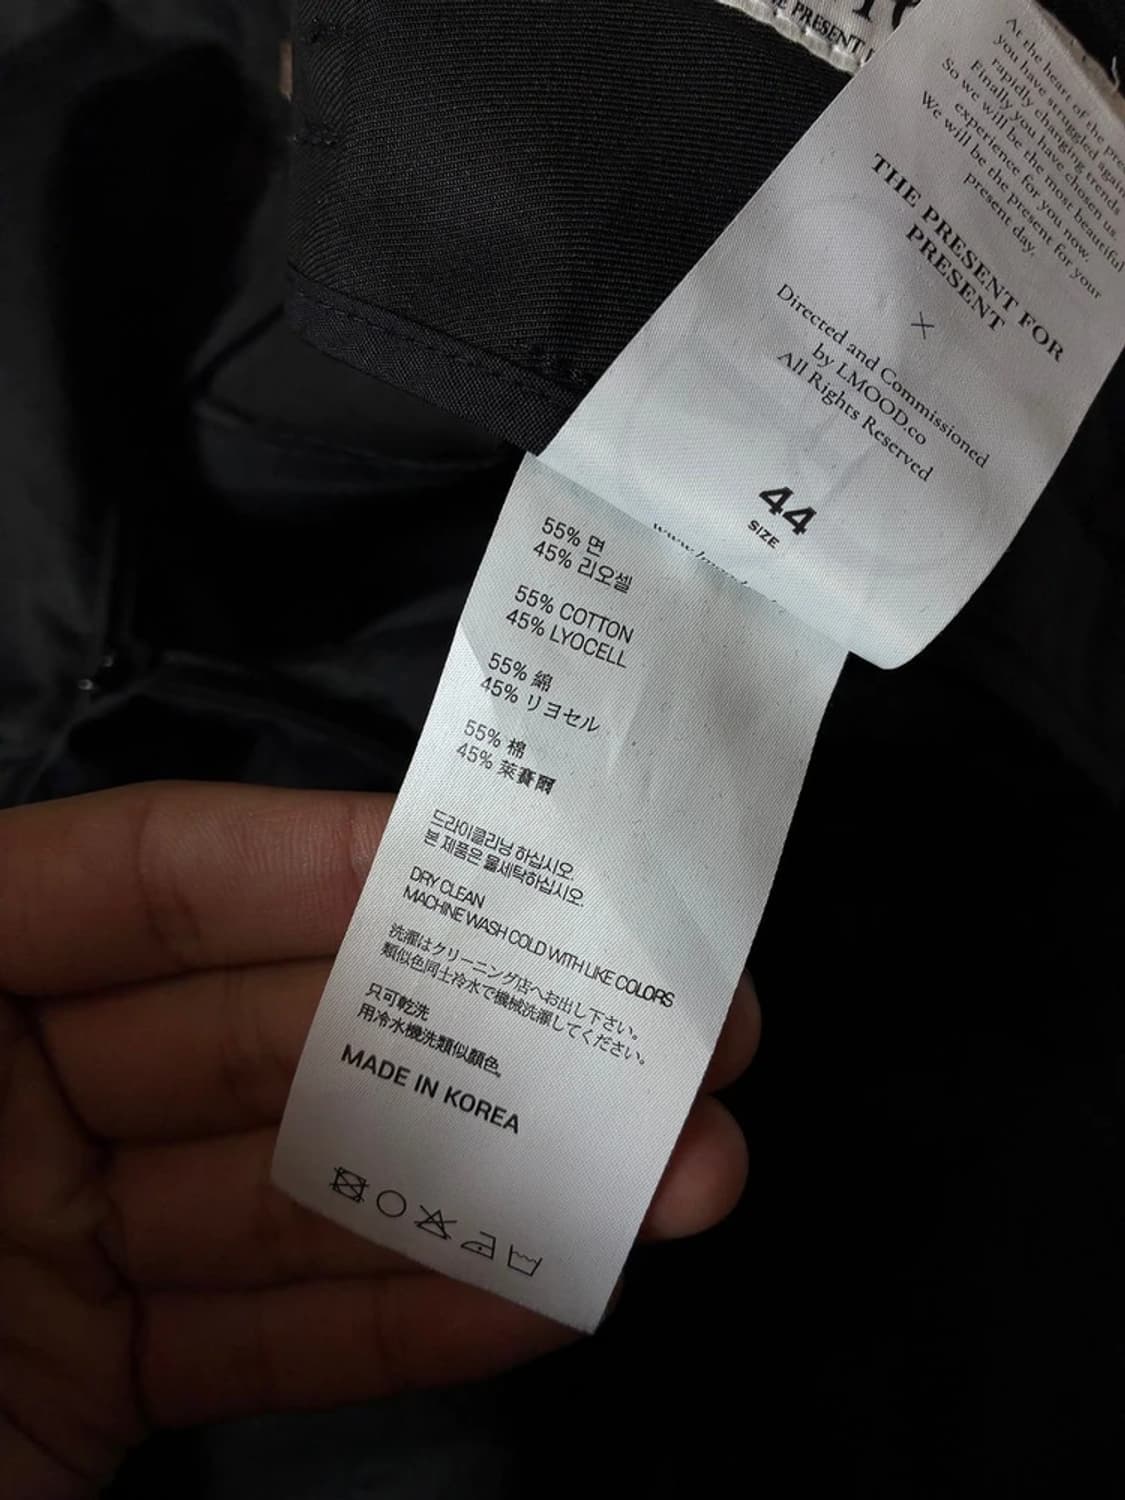 PRESENT
At the heart of the
you have struggled
rapidly changing trends
Finally you have chosen us.
So we will be the most beautiful
experience for you now.
We will be the present for your
present day.
THE PRESENT FOR
PRESENT
Directed and Commissioned
by LMOOD.co
All Rights Reserved
44
SIZE
55% 면
45% 리오셀
55% COTTON
45% LYOCELL
55% 綿
45% リヨセル
55% 棉
45% 萊賽爾
드라이클리닝 하십시오.
본 제품은 물세탁하십시오.
DRY CLEAN
MACHINE WASH COLD WITH LIKE COLORS
洗濯はクリーニング店へお出し下さい。
類似色同士冷水で機械洗濯してください。
只可乾洗
用冷水機洗類似顏色。
MADE IN KOREA